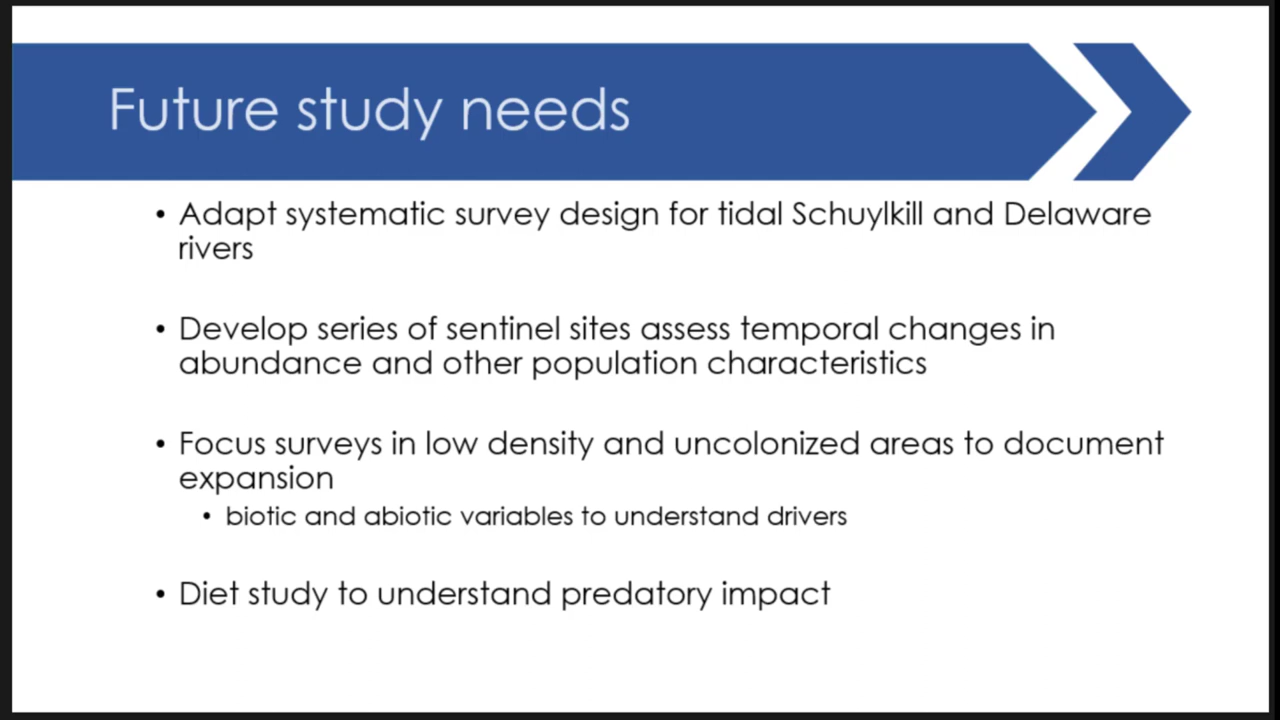 Future study needs
• Adapt systematic survey design for tidal Schuylkill and Delaware
rivers
• Develop series of sentinel sites assess temporal changes in
abundance and other population characteristics
• Focus surveys in low density and uncolonized areas to document
expansion
• biotic and abiotic variables to understand drivers
• Diet study to understand predatory impact